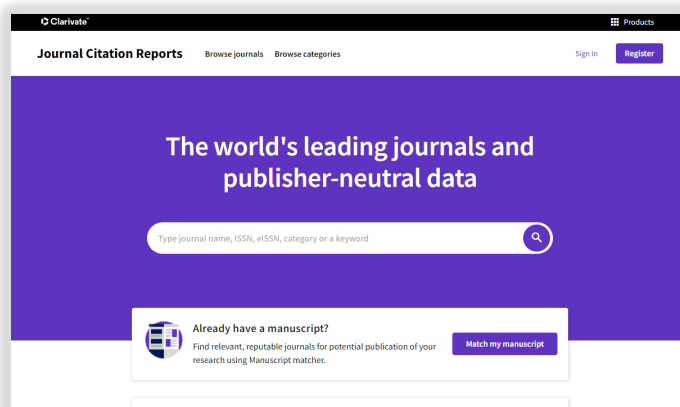 Clarivate™
Products
Journal Citation Reports
Browse journals
Browse categories
Sign In
Register
The world's leading journals and
publisher-neutral data
Type journal name, ISSN, eISSN, category or a keyword
Already have a manuscript?
Find relevant, reputable journals for potential publication of your
research using Manuscript matcher.
Match my manuscript